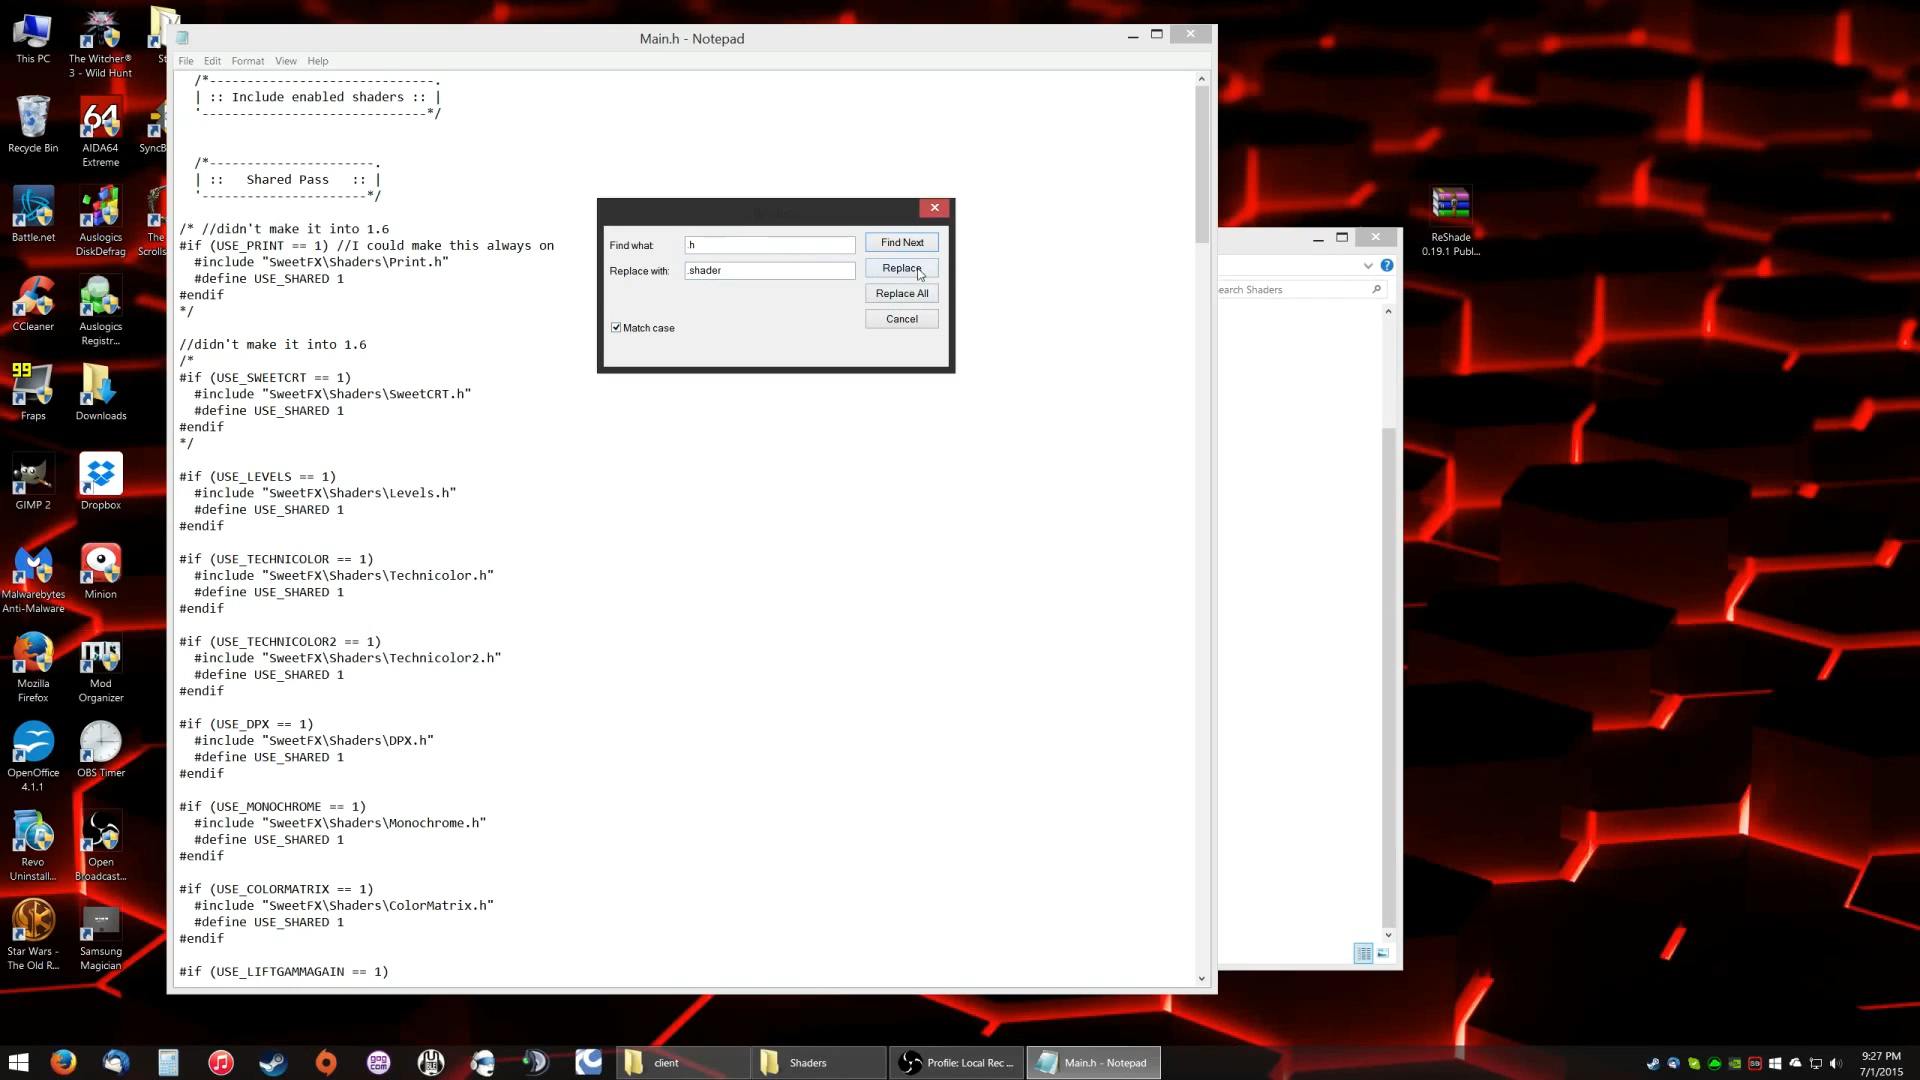 This PC
The Witcher®
3 - Wild Hunt
Recycle Bin
64
AIDA64
Extreme
Battle.net
Auslogics
DiskDefrag
The
Scrolls
CCleaner
Auslogics
Registr...
99
Fraps
Downloads
GIMP 2
Dropbox
Malwarebytes
Anti-Malware
Minion
Mozilla
Firefox
Mod
Organizer
OpenOffice
4.1.1
OBS Timer
Revo
Uninstall...
Open
Broadcast...
Star Wars -
The Old R...
Samsung
Magician
Main.h - Notepad
File Edit Format View Help
/*------------------------------.
| :: Include enabled shaders :: |
'------------------------------*/
/*----------------------.
| ::   Shared Pass   :: |
'----------------------*/
/* //didn't make it into 1.6
#if (USE_PRINT == 1) //I could make this always on
#include "SweetFX\Shaders\Print.h"
#define USE_SHARED 1
#endif
*/
//didn't make it into 1.6
/*
#if (USE_SWEETCRT == 1)
#include "SweetFX\Shaders\SweetCRT.h"
#define USE_SHARED 1
#endif
*/
#if (USE_LEVELS == 1)
#include "SweetFX\Shaders\Levels.h"
#define USE_SHARED 1
#endif
#if (USE_TECHNICOLOR == 1)
#include "SweetFX\Shaders\Technicolor.h"
#define USE_SHARED 1
#endif
#if (USE_TECHNICOLOR2 == 1)
#include "SweetFX\Shaders\Technicolor2.h"
#define USE_SHARED 1
#endif
#if (USE_DPX == 1)
#include "SweetFX\Shaders\DPX.h"
#define USE_SHARED 1
#endif
#if (USE_MONOCHROME == 1)
#include "SweetFX\Shaders\Monochrome.h"
#define USE_SHARED 1
#endif
#if (USE_COLORMATRIX == 1)
#include "SweetFX\Shaders\ColorMatrix.h"
#define USE_SHARED 1
#endif
#if (USE_LIFTGAMMAGAIN == 1)
Find what: .h
Find Next
Replace with: .shader
Replace
Replace All
Cancel
Match case
earch Shaders
ReShade
0.19.1 Publ...
client
Shaders
Profile: Local Rec ...
Main.h - Notepad
9:27 PM
7/1/2015